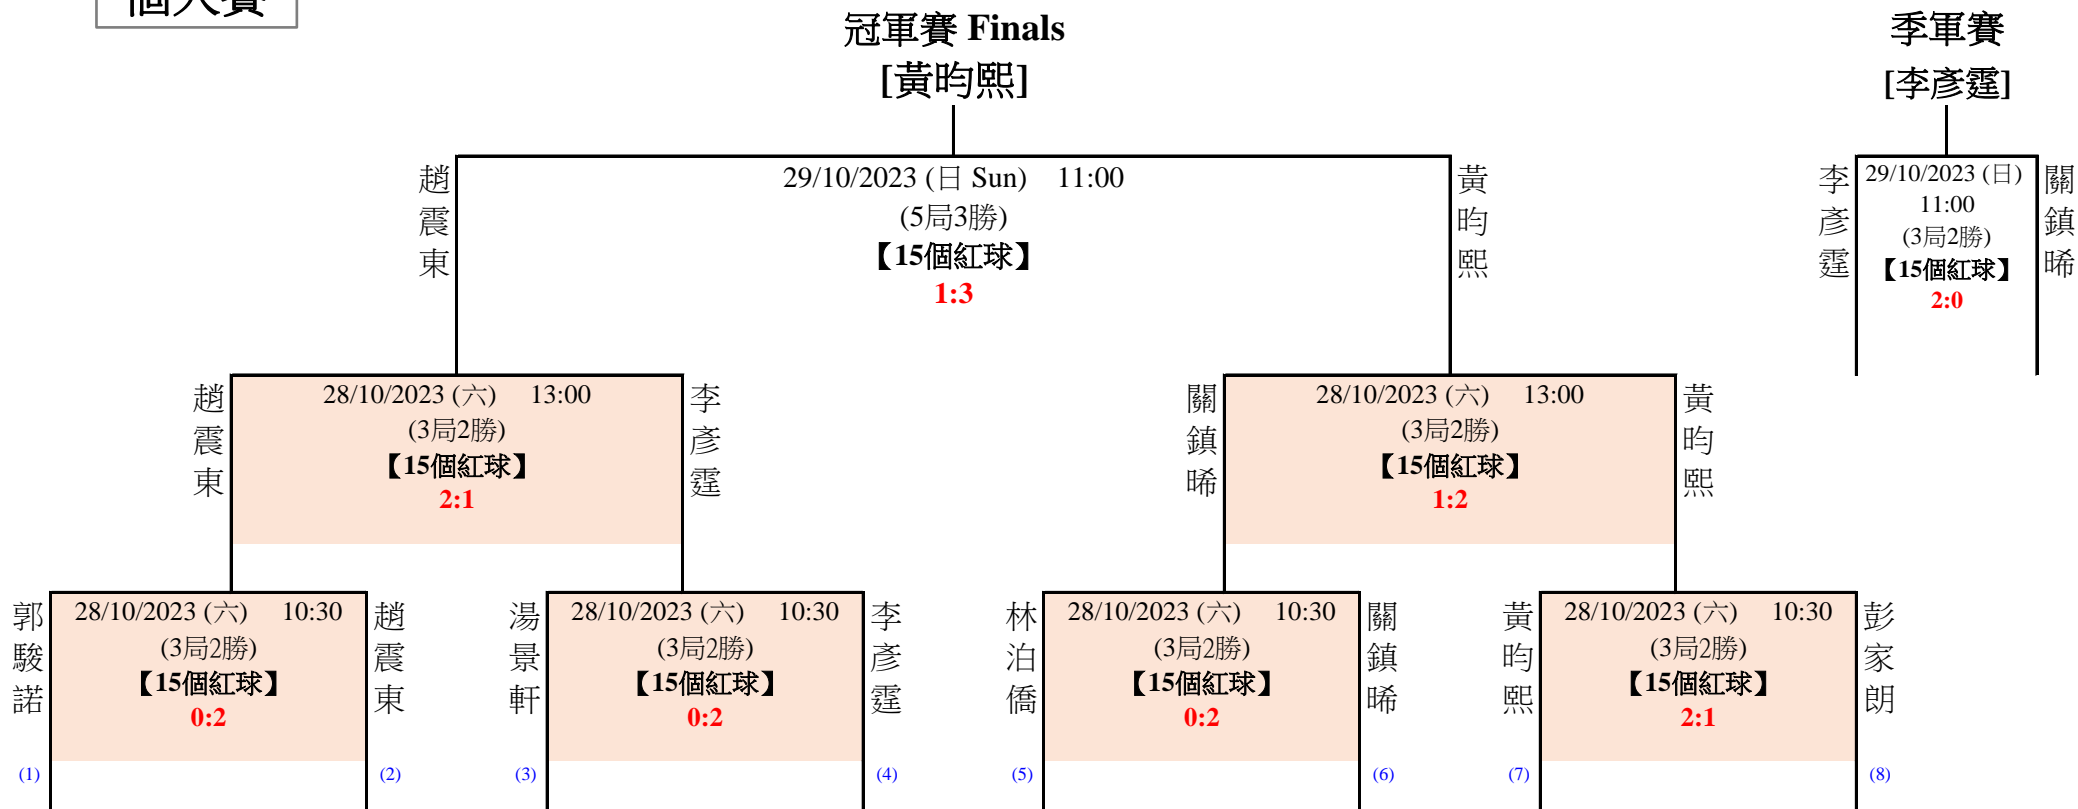 個人賽
冠軍賽 Finals
[黃昀熙]
季軍賽
[李彥霆]
趙震東
29/10/2023 (日 Sun) 11:00
(5局3勝)
【15個紅球】
1:3
黃昀熙
李彥霆
29/10/2023 (日)
11:00
(3局2勝)
【15個紅球】
2:0
關鎮晞
趙震東
28/10/2023 (六) 13:00
(3局2勝)
【15個紅球】
2:1
李彥霆
關鎮晞
28/10/2023 (六) 13:00
(3局2勝)
【15個紅球】
1:2
黃昀熙
郭駿諾
28/10/2023 (六) 10:30
(3局2勝)
【15個紅球】
0:2
趙震東
湯景軒
28/10/2023 (六) 10:30
(3局2勝)
【15個紅球】
0:2
李彥霆
林泊僑
28/10/2023 (六) 10:30
(3局2勝)
【15個紅球】
0:2
關鎮晞
黃昀熙
28/10/2023 (六) 10:30
(3局2勝)
【15個紅球】
2:1
彭家朗
(1)
(2)
(3)
(4)
(5)
(6)
(7)
(8)